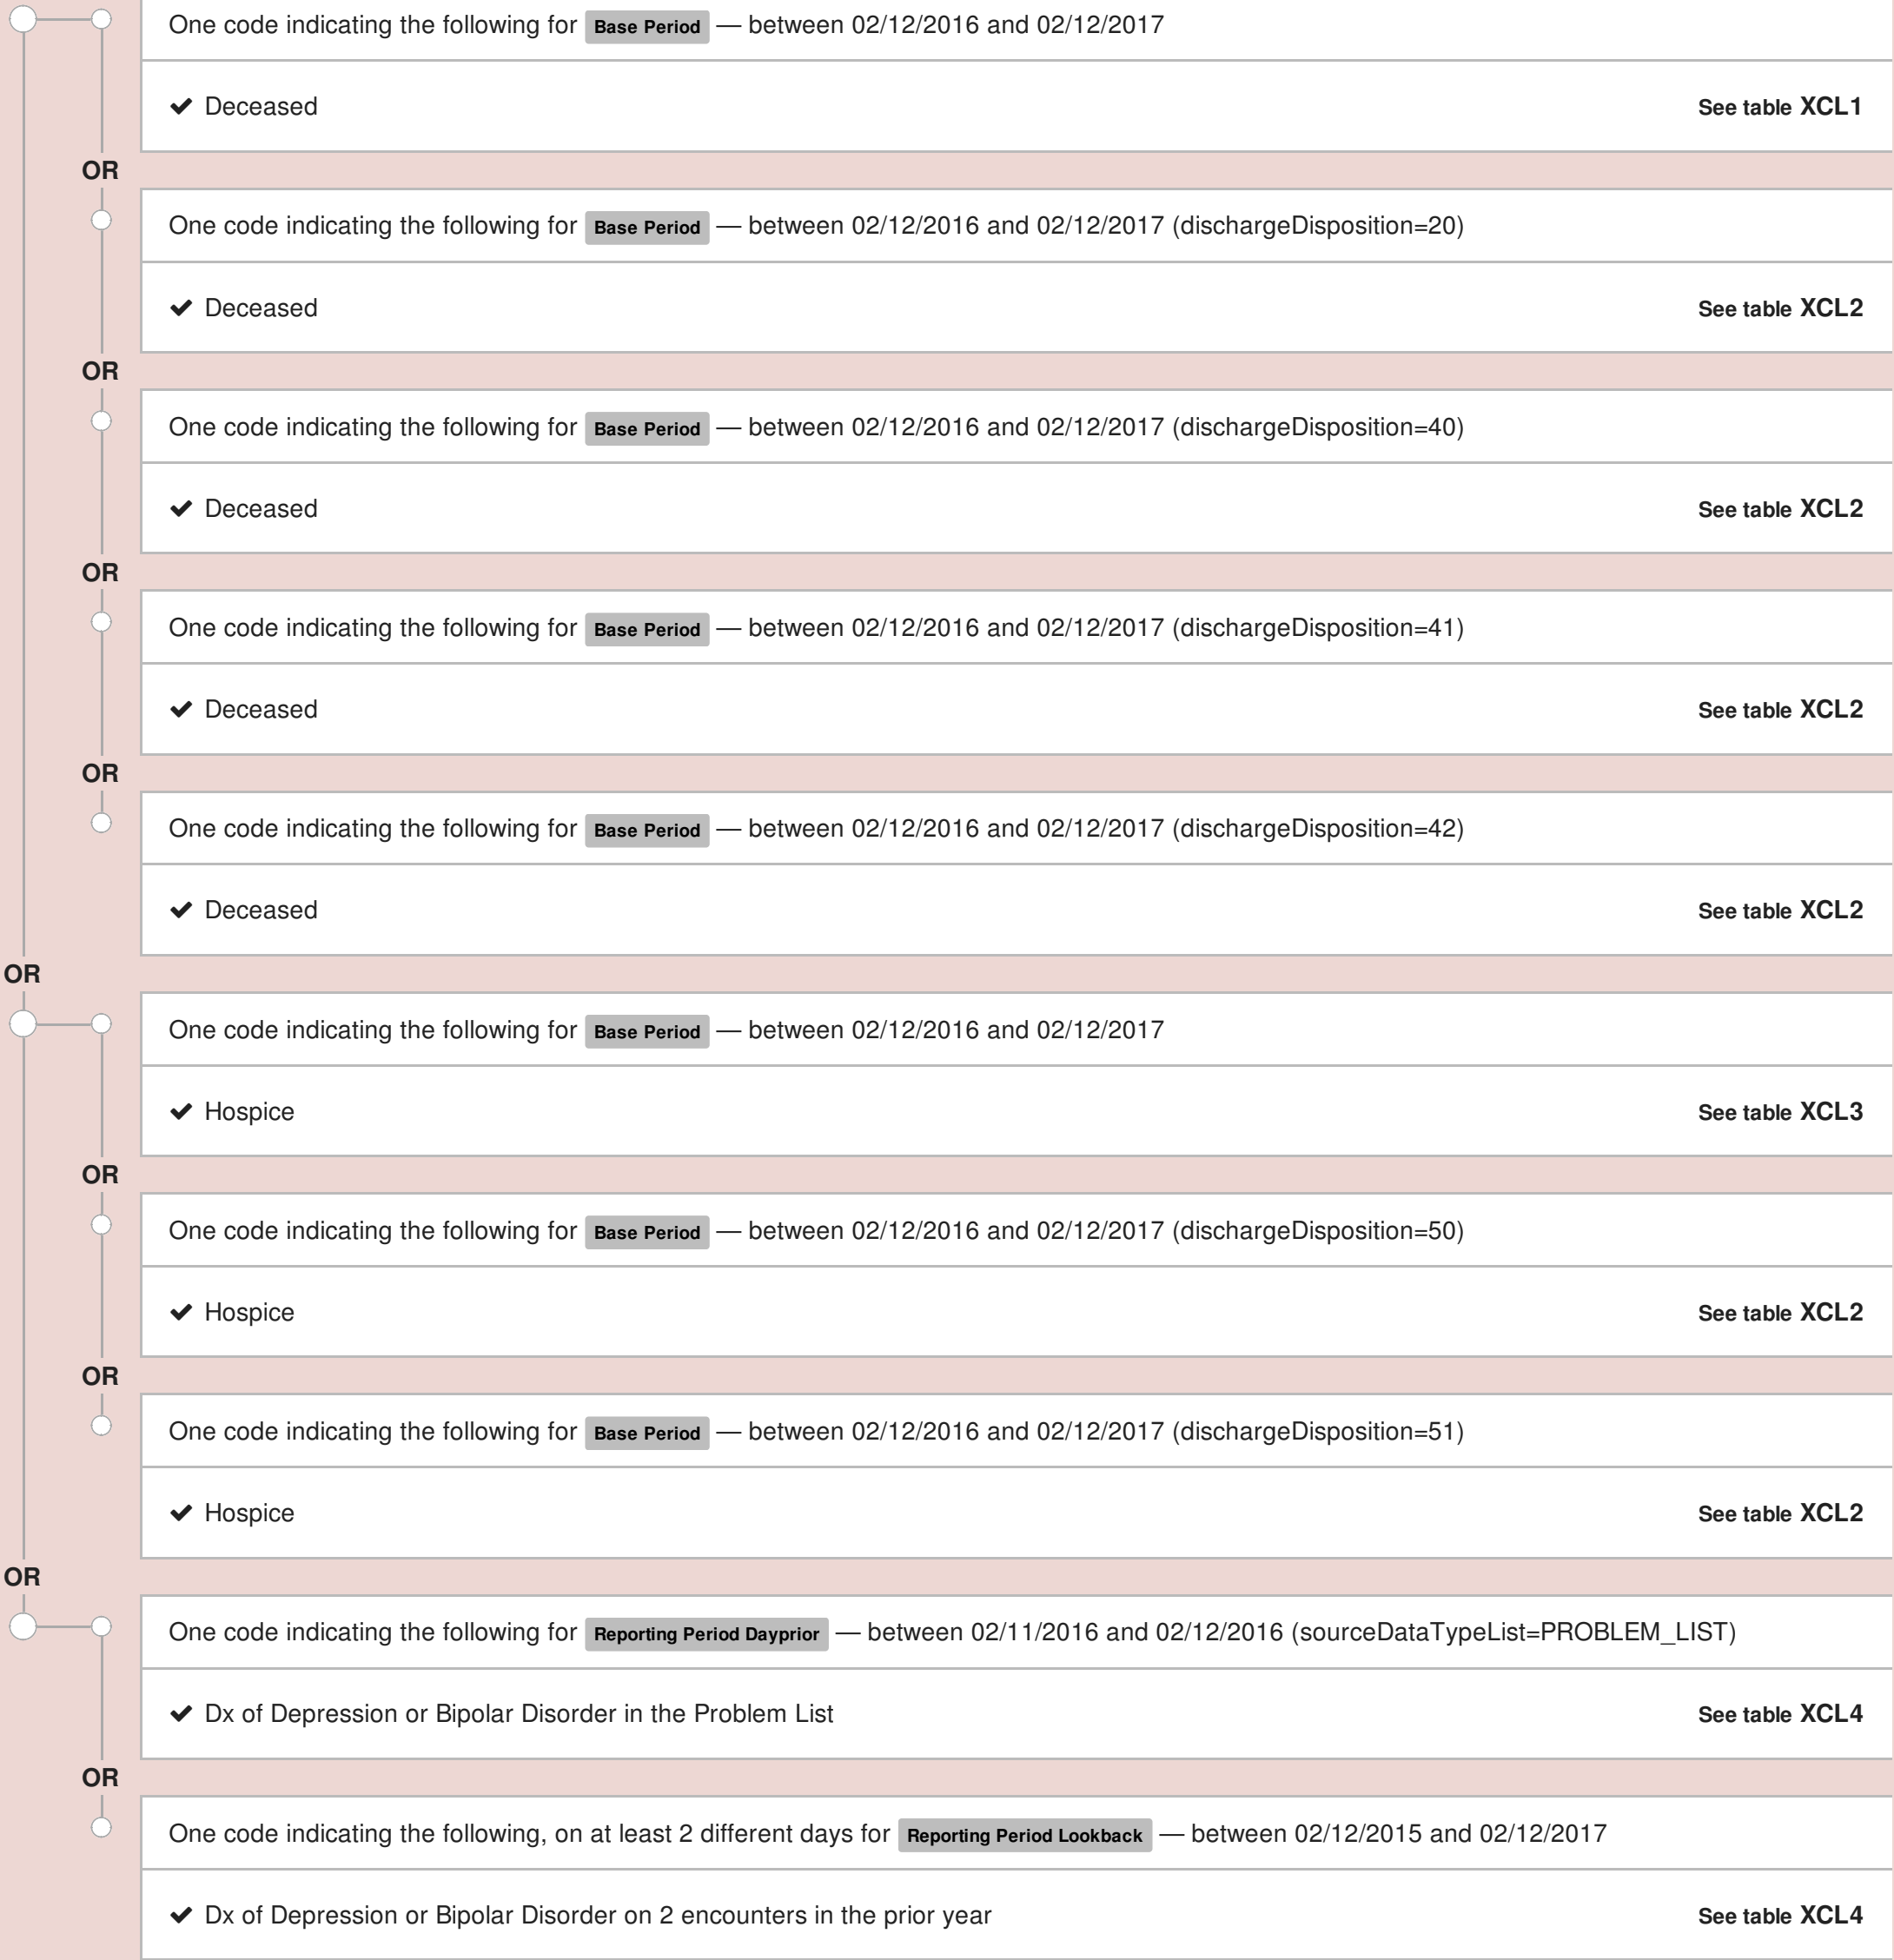 One code indicating the following for Base Period — between 02/12/2016 and 02/12/2017
✔ Deceased See table XCL1
OR
One code indicating the following for Base Period — between 02/12/2016 and 02/12/2017 (dischargeDisposition=20)
✔ Deceased See table XCL2
OR
One code indicating the following for Base Period — between 02/12/2016 and 02/12/2017 (dischargeDisposition=40)
✔ Deceased See table XCL2
OR
One code indicating the following for Base Period — between 02/12/2016 and 02/12/2017 (dischargeDisposition=41)
✔ Deceased See table XCL2
OR
One code indicating the following for Base Period — between 02/12/2016 and 02/12/2017 (dischargeDisposition=42)
✔ Deceased See table XCL2
OR
One code indicating the following for Base Period — between 02/12/2016 and 02/12/2017
✔ Hospice See table XCL3
OR
One code indicating the following for Base Period — between 02/12/2016 and 02/12/2017 (dischargeDisposition=50)
✔ Hospice See table XCL2
OR
One code indicating the following for Base Period — between 02/12/2016 and 02/12/2017 (dischargeDisposition=51)
✔ Hospice See table XCL2
OR
One code indicating the following for Reporting Period Dayprior — between 02/11/2016 and 02/12/2016 (sourceDataTypeList=PROBLEM_LIST)
✔ Dx of Depression or Bipolar Disorder in the Problem List See table XCL4
OR
One code indicating the following, on at least 2 different days for Reporting Period Lookback — between 02/12/2015 and 02/12/2017
✔ Dx of Depression or Bipolar Disorder on 2 encounters in the prior year See table XCL4